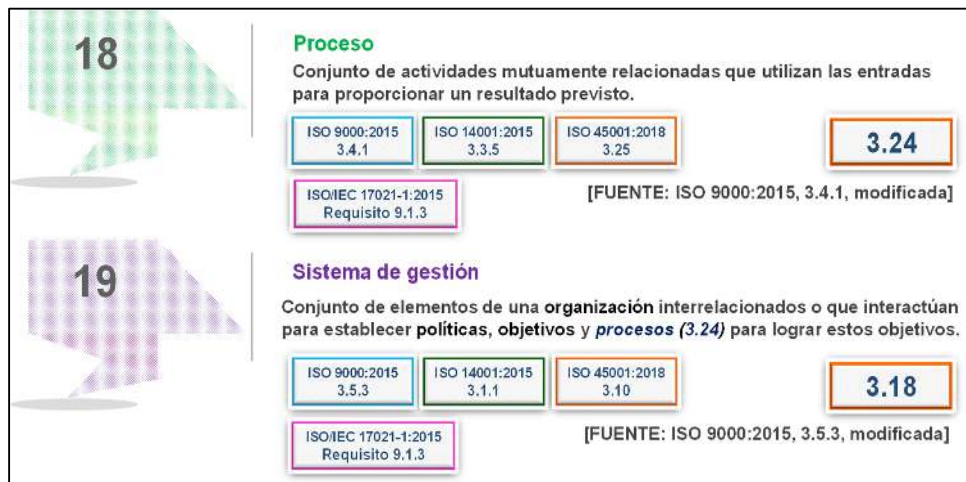 18
Proceso
Conjunto de actividades mutuamente relacionadas que utilizan las entradas
para proporcionar un resultado previsto.
ISO 9000:2015
3.4.1
ISO 14001:2015
3.3.5
ISO 45001:2018
3.25
3.24
ISO/IEC 17021-1:2015
Requisito 9.1.3
[FUENTE: ISO 9000:2015, 3.4.1, modificada]
19
Sistema de gestión
Conjunto de elementos de una organización interrelacionados o que interactúan
para establecer políticas, objetivos y procesos (3.24) para lograr estos objetivos.
ISO 9000:2015
3.5.3
ISO 14001:2015
3.1.1
ISO 45001:2018
3.10
3.18
ISO/IEC 17021-1:2015
Requisito 9.1.3
[FUENTE: ISO 9000:2015, 3.5.3, modificada]